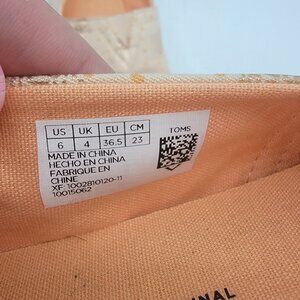 US UK EU CM
6 4 36.5 23
TOMS
MADE IN CHINA
HECHO EN CHINA
FABRIQUE EN
CHINE
XF: 1002810120-11
10015062